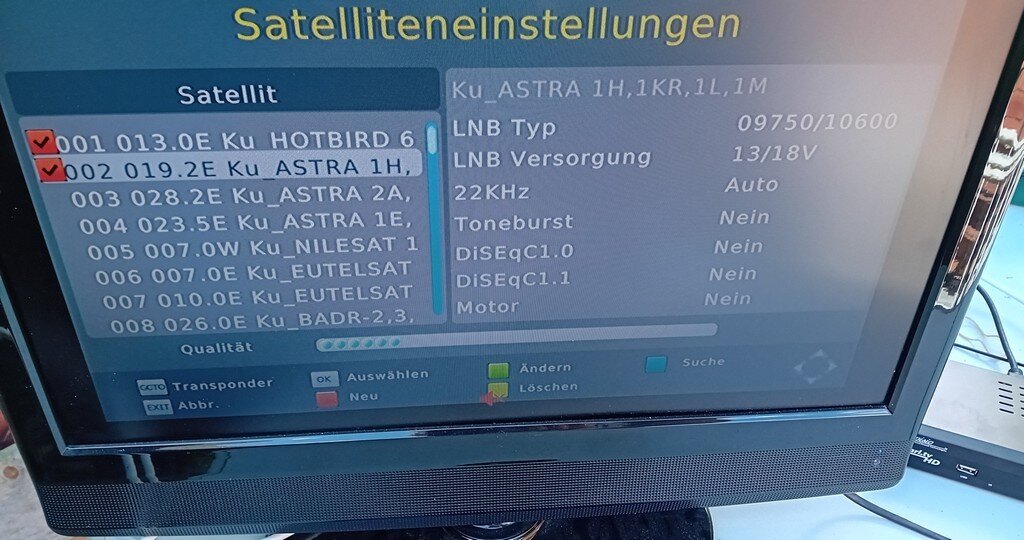 Satelliteneinstellungen
Satellit
001 013.0E Ku_HOTBIRD 6
002 019.2E Ku_ASTRA 1H,
003 028.2E Ku_ASTRA 2A,
004 023.5E Ku_ASTRA 1E,
005 007.0W Ku_NILESAT 1
006 007.0E Ku_EUTELSAT
007 010.0E Ku_EUTELSAT
008 026.0E Ku_BADR-2,3,
Ku_ASTRA 1H,1KR,1L,1M
LNB Typ 09750/10600
LNB Versorgung 13/18V
22KHz Auto
Toneburst Nein
DiSEqC1.0 Nein
DiSEqC1.1 Nein
Motor Nein
Qualität
GOTO Transponder OK Auswählen Ändern Suche
EXIT Abbr. Neu Löschen
HD